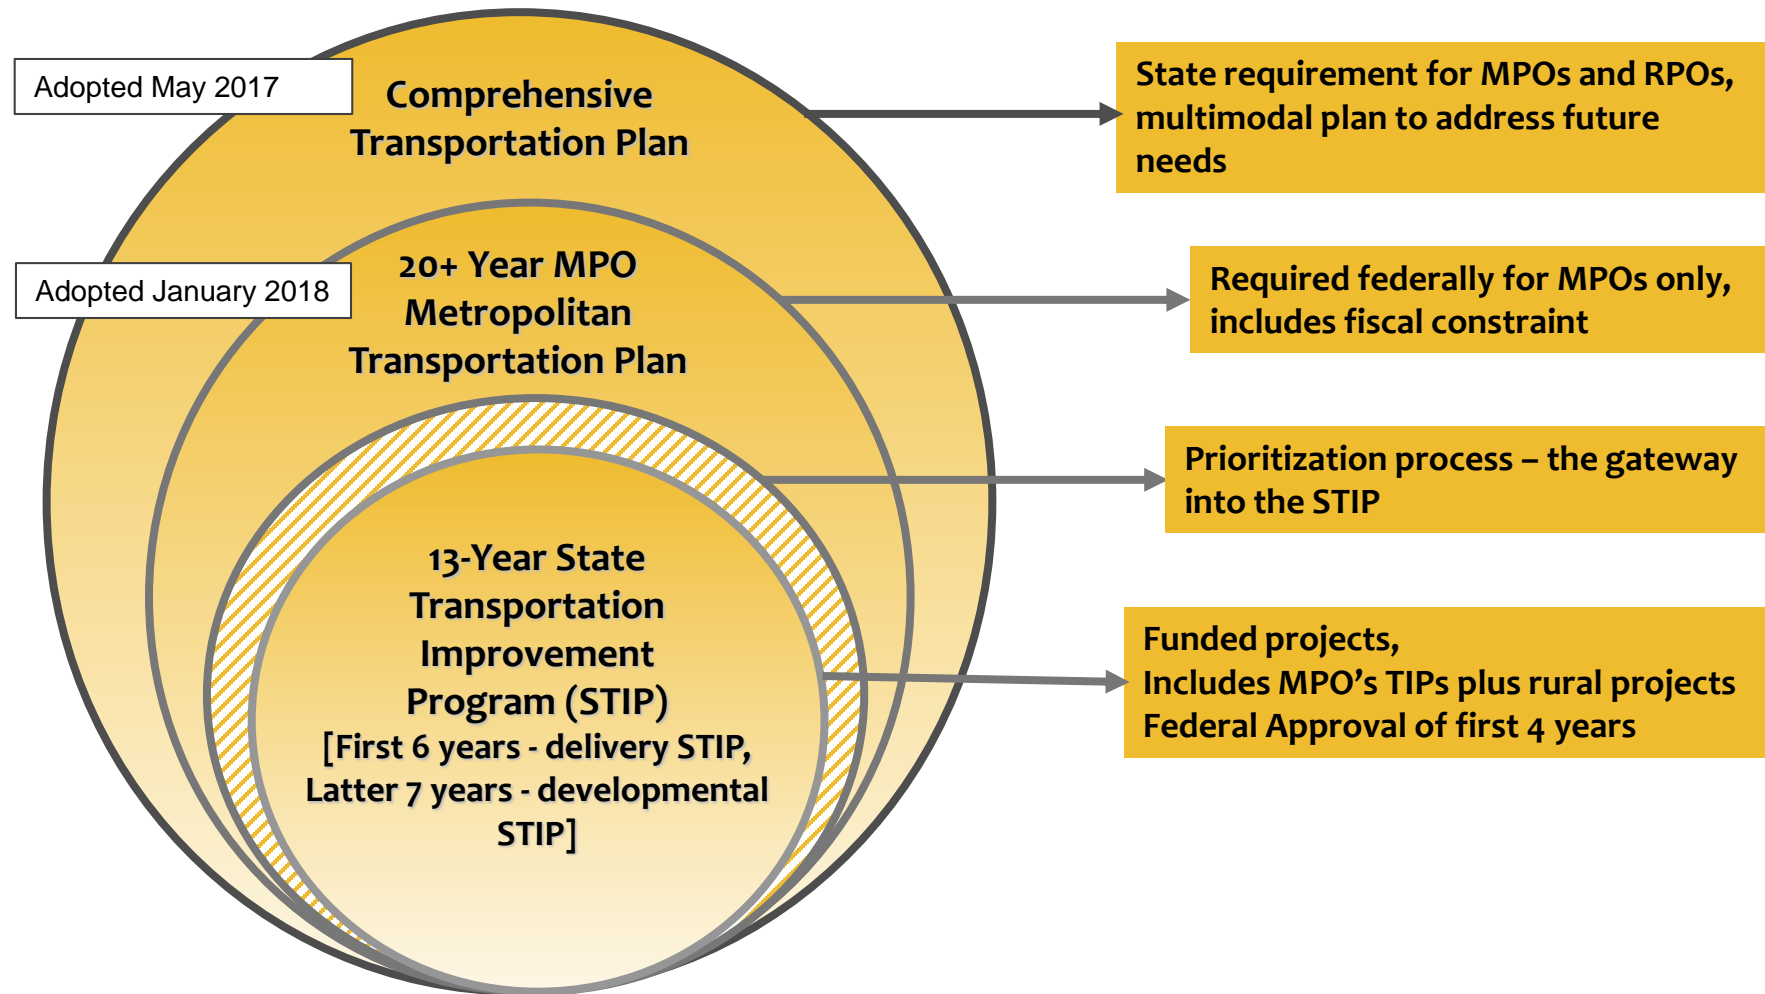 Adopted May 2017
Comprehensive
Transportation Plan
State requirement for MPOs and RPOs,
multimodal plan to address future
needs
Adopted January 2018
20+ Year MPO
Metropolitan
Transportation Plan
Required federally for MPOs only,
includes fiscal constraint
Prioritization process – the gateway
into the STIP
13-Year State
Transportation
Improvement
Program (STIP)
[First 6 years - delivery STIP,
Latter 7 years - developmental
STIP]
Funded projects,
Includes MPO’s TIPs plus rural projects
Federal Approval of first 4 years